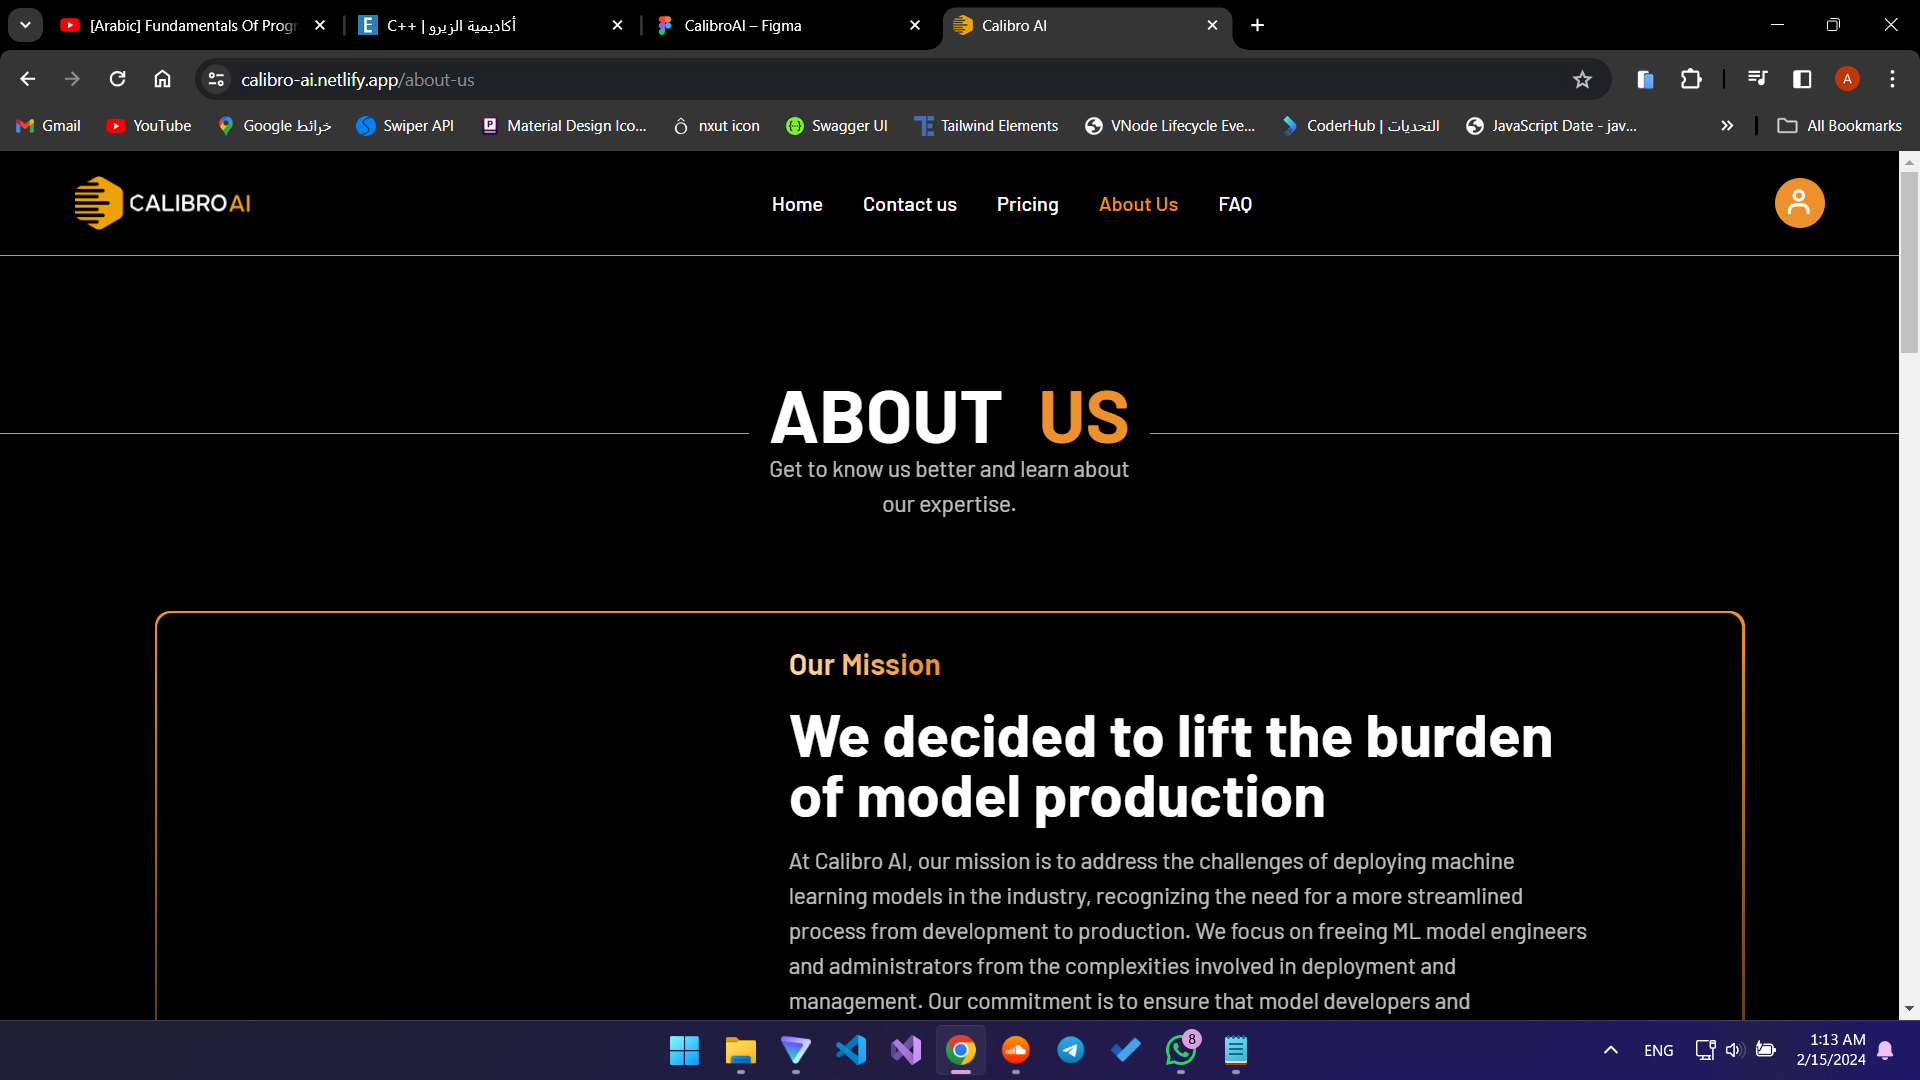 [Arabic] Fundamentals Of Progr
C++ | أكاديمية الزيرو
CalibroAI – Figma
Calibro AI
calibro-ai.netlify.app/about-us
A
Gmail
YouTube
Google خرائط
Swiper API
Material Design Ico...
nxut icon
Swagger UI
Tailwind Elements
VNode Lifecycle Eve...
CoderHub | التحديات
JavaScript Date - jav...
All Bookmarks
CALIBRO AI
Home
Contact us
Pricing
About Us
FAQ
ABOUT US
Get to know us better and learn about
our expertise.
Our Mission
We decided to lift the burden
of model production
At Calibro AI, our mission is to address the challenges of deploying machine
learning models in the industry, recognizing the need for a more streamlined
process from development to production. We focus on freeing ML model engineers
and administrators from the complexities involved in deployment and
management. Our commitment is to ensure that model developers and
8
ENG
1:13 AM
2/15/2024